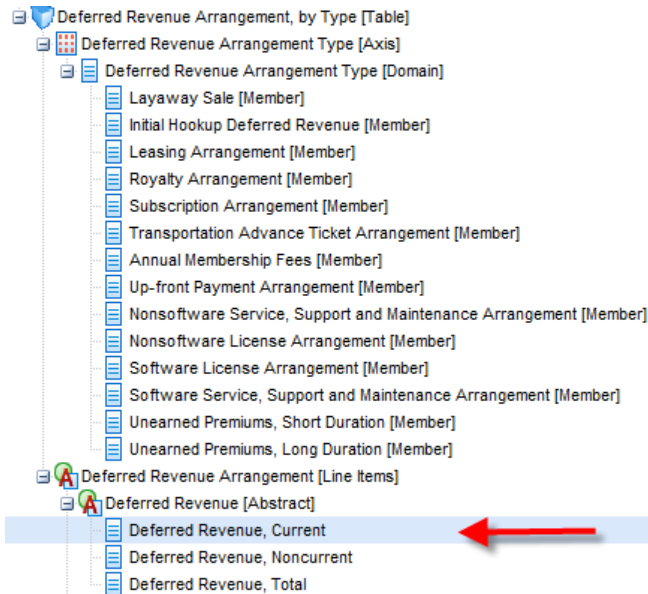 Deferred Revenue Arrangement, by Type [Table]
Deferred Revenue Arrangement Type [Axis]
Deferred Revenue Arrangement Type [Domain]
Layaway Sale [Member]
Initial Hookup Deferred Revenue [Member]
Leasing Arrangement [Member]
Royalty Arrangement [Member]
Subscription Arrangement [Member]
Transportation Advance Ticket Arrangement [Member]
Annual Membership Fees [Member]
Up-front Payment Arrangement [Member]
Nonsoftware Service, Support and Maintenance Arrangement [Member]
Nonsoftware License Arrangement [Member]
Software License Arrangement [Member]
Software Service, Support and Maintenance Arrangement [Member]
Unearned Premiums, Short Duration [Member]
Unearned Premiums, Long Duration [Member]
Deferred Revenue Arrangement [Line Items]
Deferred Revenue [Abstract]
Deferred Revenue, Current
Deferred Revenue, Noncurrent
Deferred Revenue, Total